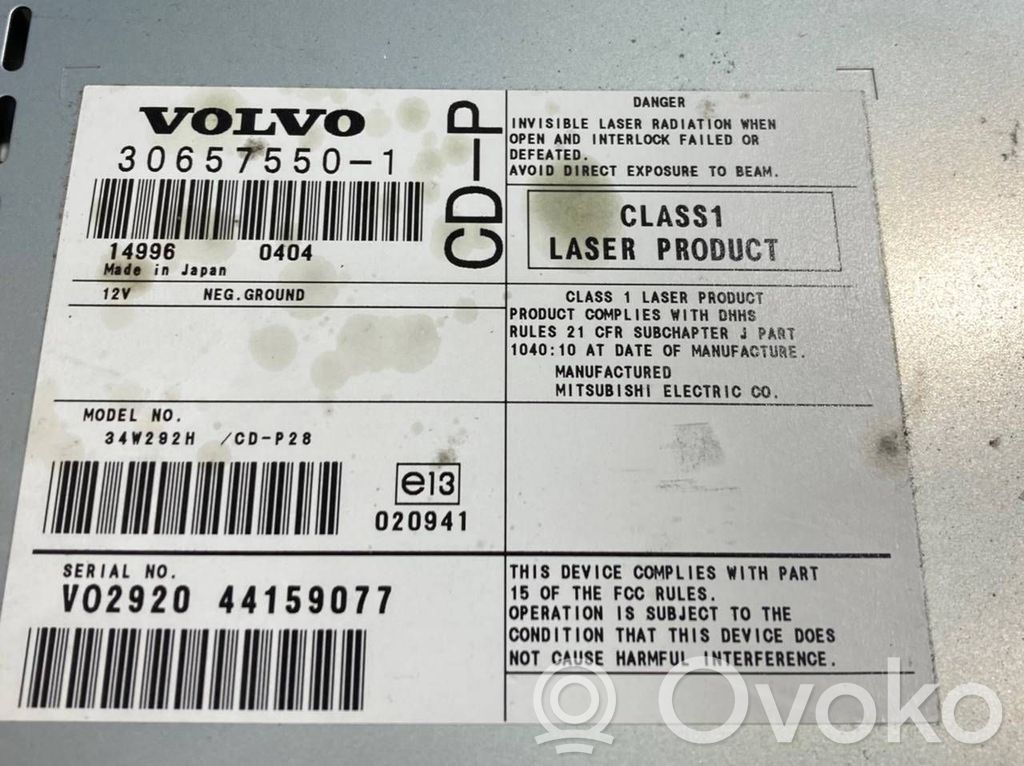 VOLVO
30657550-1
14996 0404
Made in Japan
CD-P
12V NEG.GROUND
MODEL NO.
34W292H /CD-P28
e13
020941
SERIAL NO.
VO2920 44159077
DANGER
INVISIBLE LASER RADIATION WHEN
OPEN AND INTERLOCK FAILED OR
DEFEATED.
AVOID DIRECT EXPOSURE TO BEAM.
CLASS1
LASER PRODUCT
CLASS 1 LASER PRODUCT
PRODUCT COMPLIES WITH DHHS
RULES 21 CFR SUBCHAPTER J PART
1040:10 AT DATE OF MANUFACTURE.
MANUFACTURED
MITSUBISHI ELECTRIC CO.
THIS DEVICE COMPLIES WITH PART
15 OF THE FCC RULES.
OPERATION IS SUBJECT TO THE
CONDITION THAT THIS DEVICE DOES
NOT CAUSE HARMFUL INTERFERENCE.
Ovoko